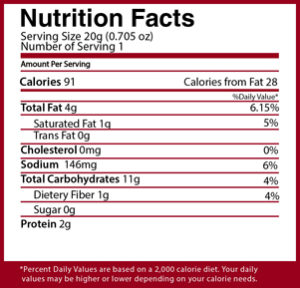 Nutrition Facts
Serving Size 20g (0.705 oz)
Number of Serving 1
Amount Per Serving
Calories 91 Calories from Fat 28
%Daily Value*
Total Fat 4g 6.15%
Saturated Fat 1g 5%
Trans Fat 0g
Cholesterol 0mg 0%
Sodium 146mg 6%
Total Carbohydrates 11g 4%
Dietery Fiber 1g 4%
Sugar 0g
Protein 2g
*Percent Daily Values are based on a 2,000 calorie diet. Your daily
values may be higher or lower depending on your calorie needs.